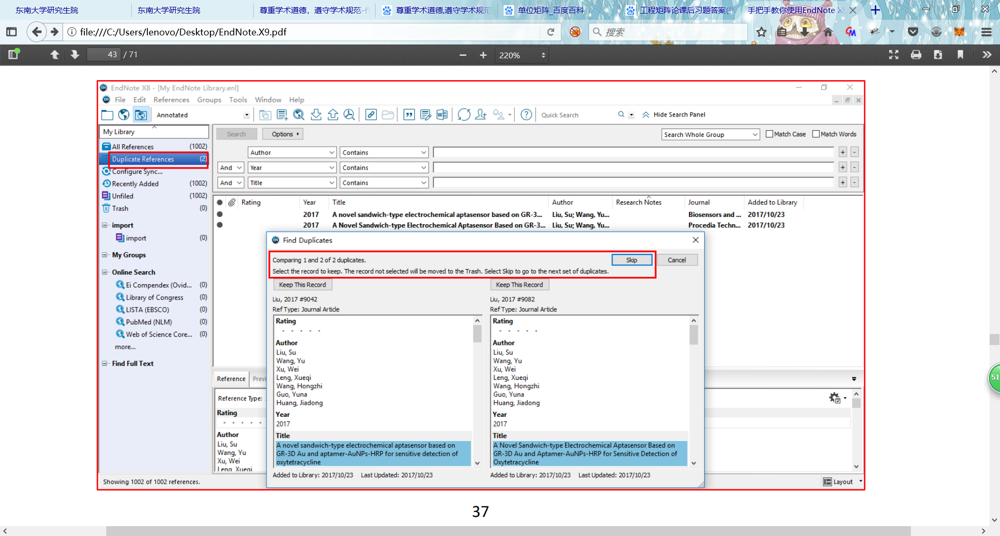 东南大学研究生院
东南大学研究生院
尊重学术道德，遵守学术规范-
尊重学术道德,遵守学术规范
单位矩阵_百度百科
工程矩阵论课后习题答案
手把手教你使用EndNote X
file:///C:/Users/lenovo/Desktop/EndNote.X9.pdf
搜索
43 / 71
220%
EndNote X8 - [My EndNote Library.enl]
File Edit References Groups Tools Window Help
Annotated
Quick Search
Hide Search Panel
My Library
Search
Options
Search Whole Group
Match Case
Match Words
All References (1002)
Duplicate References (2)
Configure Sync...
Recently Added (1002)
Unfiled (1002)
Trash (0)
import
import (0)
My Groups
Online Search
Ei Compendex (Ovid... (0)
Library of Congress (0)
LISTA (EBSCO) (0)
PubMed (NLM) (0)
Web of Science Core... (0)
more...
Find Full Text
Author Contains + -
And Year Contains + -
And Title Contains + -
Rating Year Title Author Research Notes Journal Added to Library
2017 A novel sandwich-type electrochemical aptasensor based on GR-3... Liu, Su; Wang, Yu... Biosensors and ... 2017/10/23
2017 A Novel Sandwich-type Electrochemical Aptasensor Based on GR-3... Liu, Su; Wang, Yu... Procedia Techn... 2017/10/23
Find Duplicates
Comparing 1 and 2 of 2 duplicates.
Skip
Cancel
Select the record to keep. The record not selected will be moved to the Trash. Select Skip to go to the next set of duplicates.
Keep This Record
Liu, 2017 #9042
Ref Type: Journal Article
Rating
Author
Liu, Su
Wang, Yu
Xu, Wei
Leng, Xueqi
Wang, Hongzhi
Guo, Yuna
Huang, Jiadong
Year
2017
Title
A novel sandwich-type electrochemical aptasensor based on
GR-3D Au and aptamer-AuNPs-HRP for sensitive detection of
oxytetracycline
Added to Library: 2017/10/23 Last Updated: 2017/10/23
Keep This Record
Liu, 2017 #9082
Ref Type: Journal Article
Rating
Author
Liu, Su
Wang, Yu
Xu, Wei
Leng, Xueqi
Wang, Hongzhi
Guo, Yuna
Huang, Jiadong
Year
2017
Title
A Novel Sandwich-type Electrochemical Aptasensor Based on
GR-3D Au and Aptamer-AuNPs-HRP for Sensitive Detection of
Oxytetracycline
Added to Library: 2017/10/23 Last Updated: 2017/10/23
Reference Previ
Reference Type:
Rating
Author
Liu, Su
Wang, Yu
Xu, Wei
Leng, Xueqi
Showing 1002 of 1002 references.
Layout
51
37